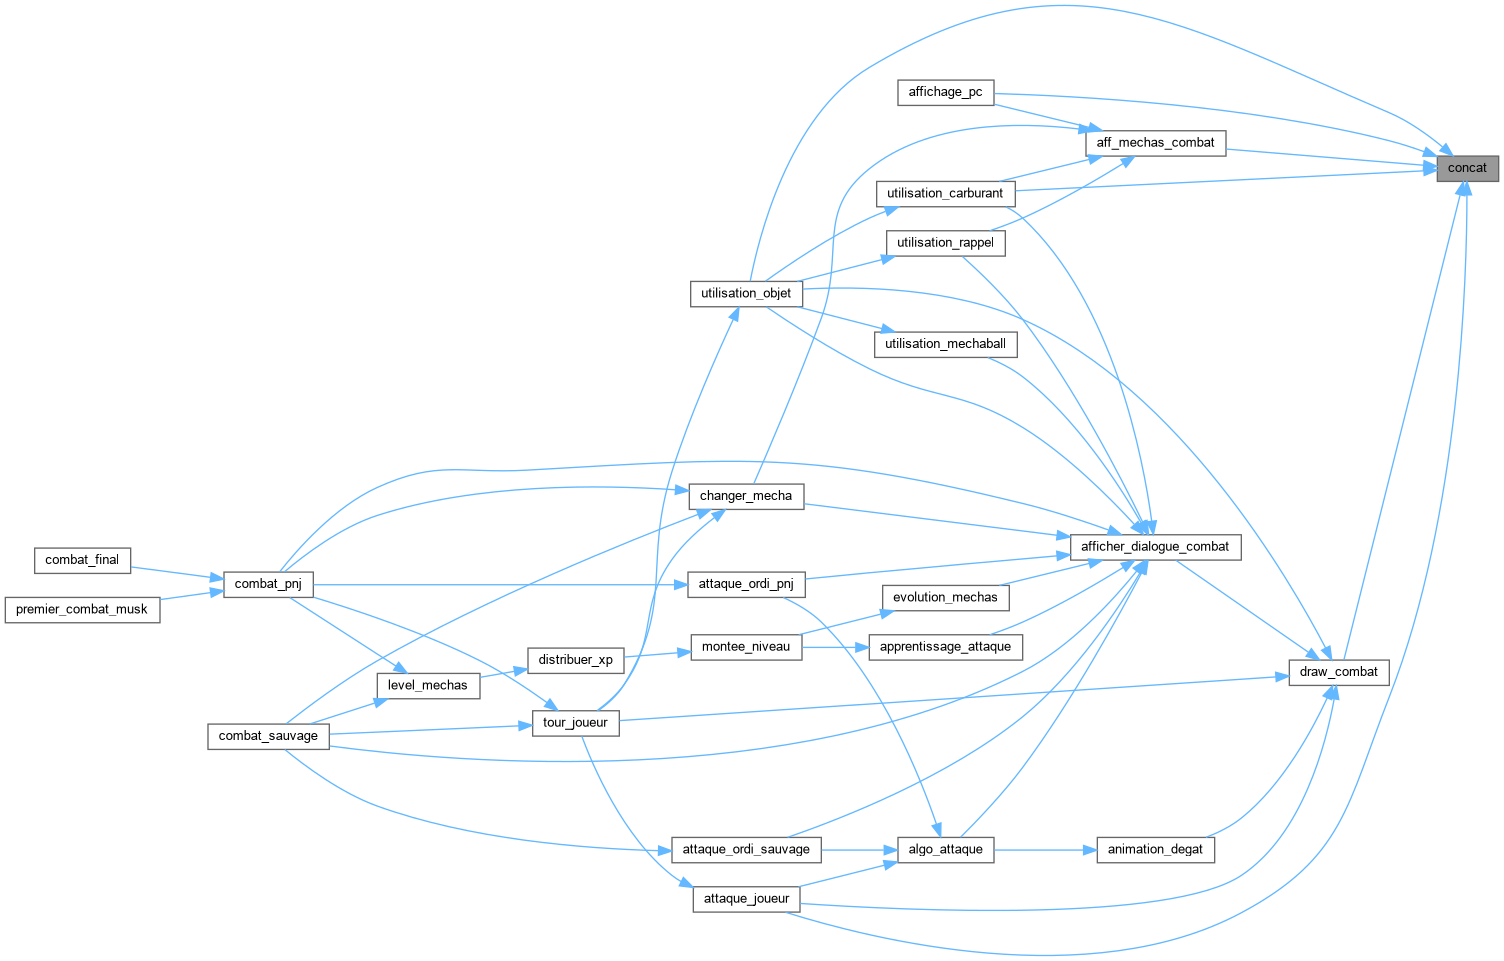 affichage_pc
aff_mechas_combat
concat
utilisation_carburant
utilisation_rappel
utilisation_objet
utilisation_mechaball
changer_mecha
afficher_dialogue_combat
combat_final
combat_pnj
attaque_ordi_pnj
evolution_mechas
premier_combat_musk
montee_niveau
apprentissage_attaque
distribuer_xp
draw_combat
level_mechas
tour_joueur
combat_sauvage
attaque_ordi_sauvage
algo_attaque
animation_degat
attaque_joueur